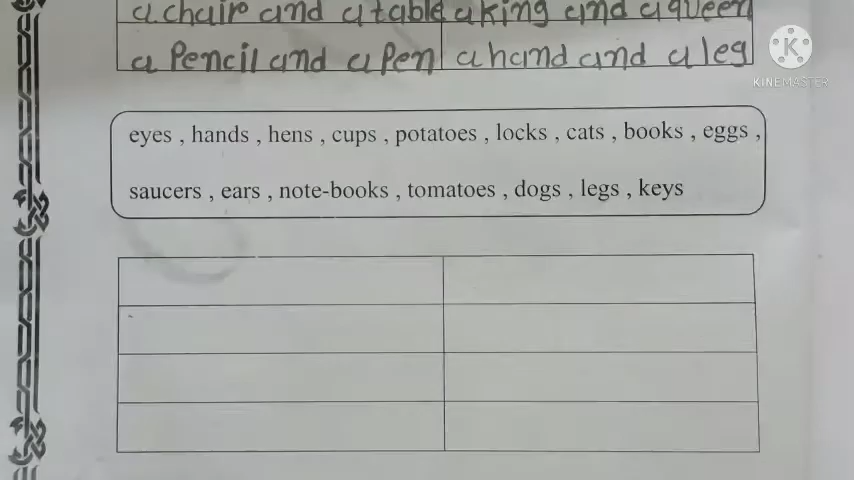 a chair and a table a king and a queen
a Pencil and a Pen a hand and a leg
K
KINEMASTER
eyes , hands , hens , cups , potatoes , locks , cats , books , eggs ,
saucers , ears , note-books , tomatoes , dogs , legs , keys